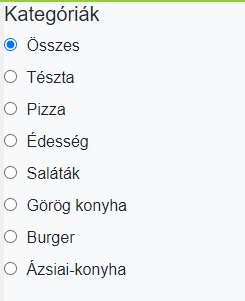 Kategóriák
Összes
Tészta
Pizza
Édesség
Saláták
Görög konyha
Burger
Ázsiai-konyha